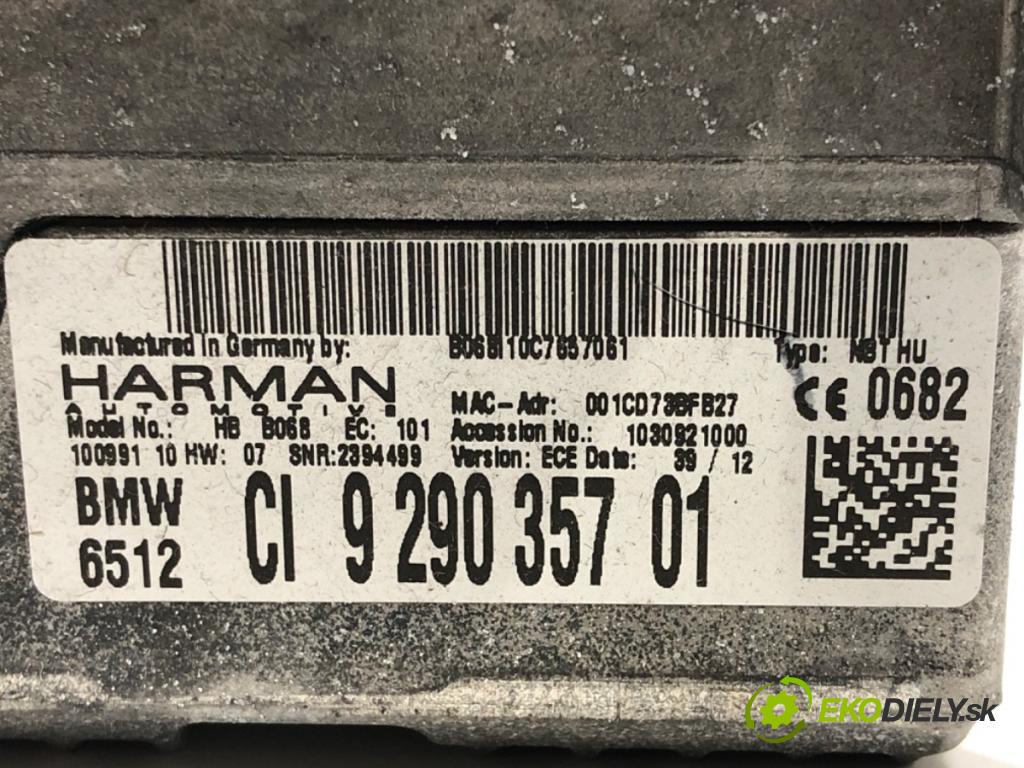 Manufactured in Germany by: B068I10C7657061 Type: NBT HU
HARMAN
AUTOMOTIVE
MAC-Adr: 001CD73BFB27 CE 0682
Model No.: HB B068 EC: 101 Accession No.: 1030921000
100991 10 HW: 07 SNR:2394499 Version: ECE Date: 39 / 12
BMW CI 9 290 357 01
6512
EKODIELY.sk